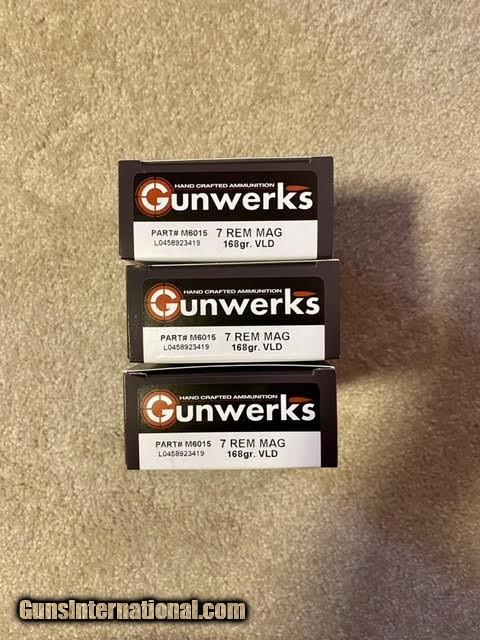 HAND CRAFTED AMMUNITION
Gunwerks
PART# M6015 7 REM MAG
L0458923419 168gr. VLD
HAND CRAFTED AMMUNITION
Gunwerks
PART# M6015 7 REM MAG
L0458923419 168gr. VLD
HAND CRAFTED AMMUNITION
Gunwerks
PART# M6015 7 REM MAG
L0458923419 168gr. VLD
GunsInternational.com